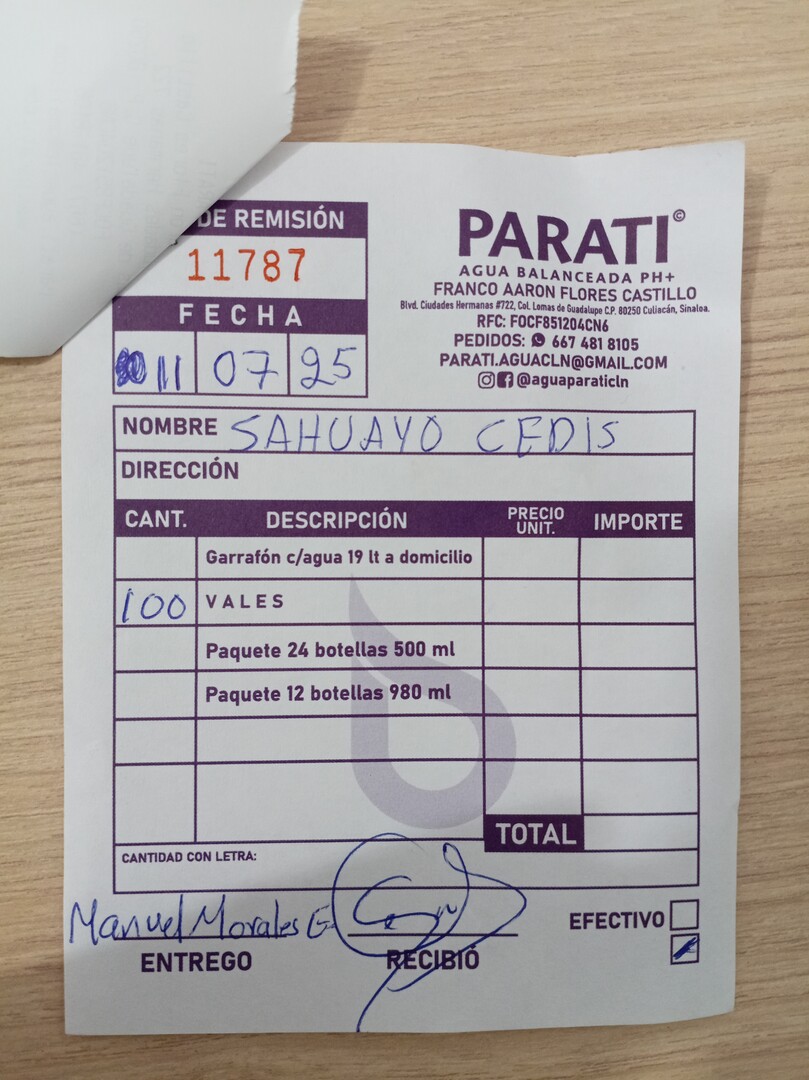 DE REMISIÓN
11787
FECHA
11 07 25
PARATI©
AGUA BALANCEADA PH+
FRANCO AARON FLORES CASTILLO
Blvd. Ciudades Hermanas #722, Col. Lomas de Guadalupe C.P. 80250 Culiacán, Sinaloa.
RFC: FOCF851204CN6
PEDIDOS: 667 481 8105
PARATI.AGUACLN@GMAIL.COM
@aguaparaticln
NOMBRE SAHUAYO CEDIS
DIRECCIÓN
CANT. DESCRIPCIÓN PRECIO UNIT. IMPORTE
Garrafón c/agua 19 lt a domicilio
100 VALES
Paquete 24 botellas 500 ml
Paquete 12 botellas 980 ml
TOTAL
CANTIDAD CON LETRA:
Manuel Morales G.
ENTREGO RECIBIÓ
EFECTIVO